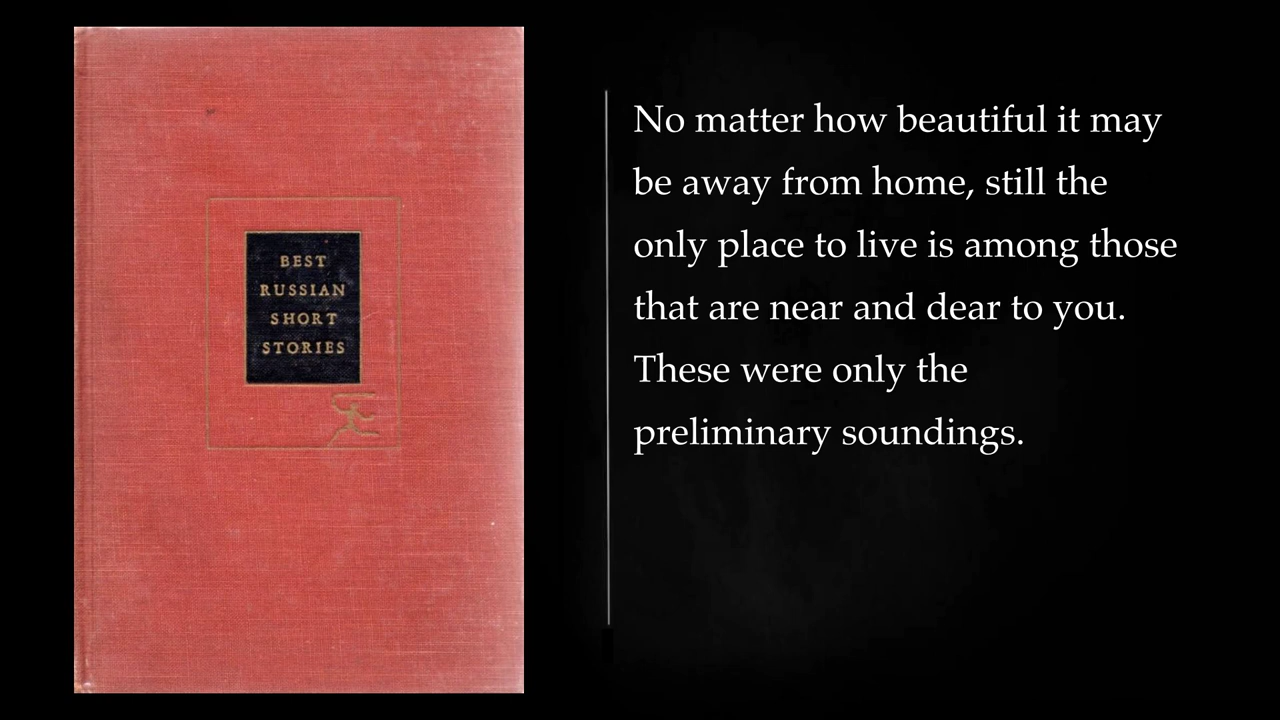 BEST
RUSSIAN
SHORT
STORIES
No matter how beautiful it may
be away from home, still the
only place to live is among those
that are near and dear to you.
These were only the
preliminary soundings.